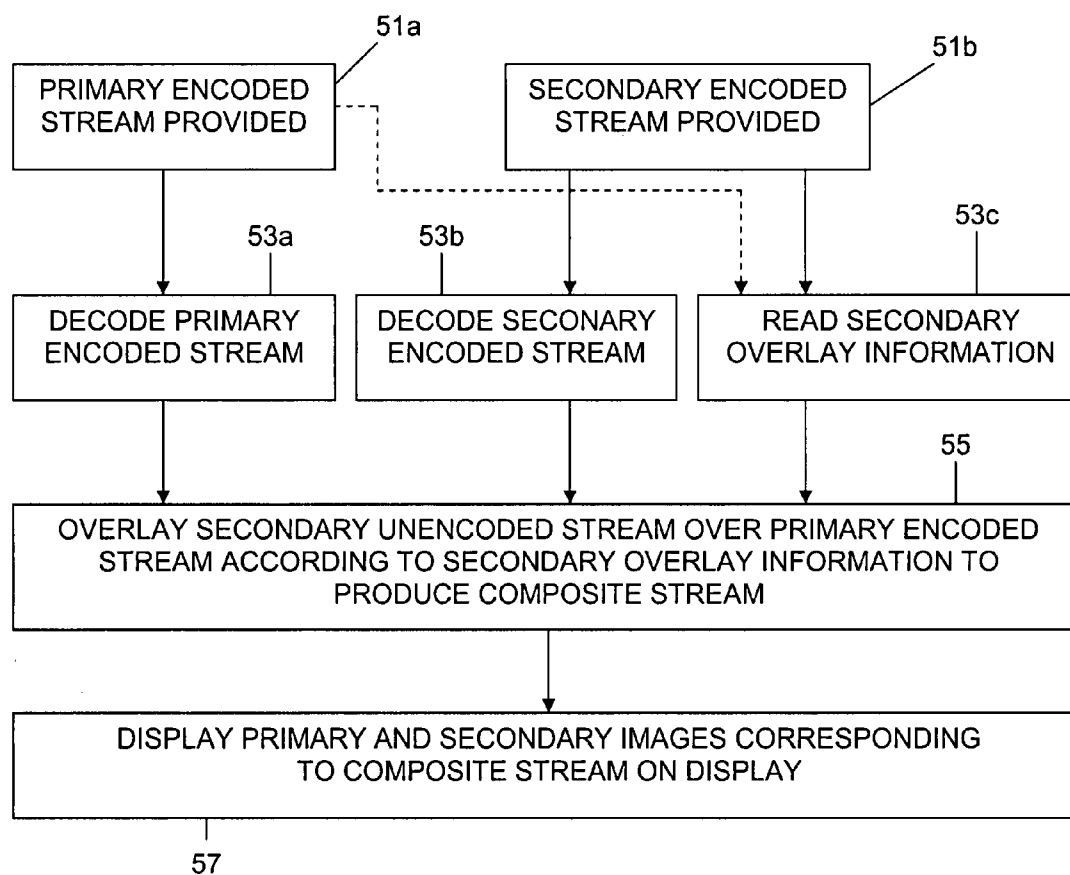 51a
51b
PRIMARY ENCODED
STREAM PROVIDED
SECONDARY ENCODED
STREAM PROVIDED
53a
53b
53c
DECODE PRIMARY
ENCODED STREAM
DECODE SECONARY
ENCODED STREAM
READ SECONDARY
OVERLAY INFORMATION
55
OVERLAY SECONDARY UNENCODED STREAM OVER PRIMARY ENCODED
STREAM ACCORDING TO SECONDARY OVERLAY INFORMATION TO
PRODUCE COMPOSITE STREAM
DISPLAY PRIMARY AND SECONDARY IMAGES CORRESPONDING
TO COMPOSITE STREAM ON DISPLAY
57